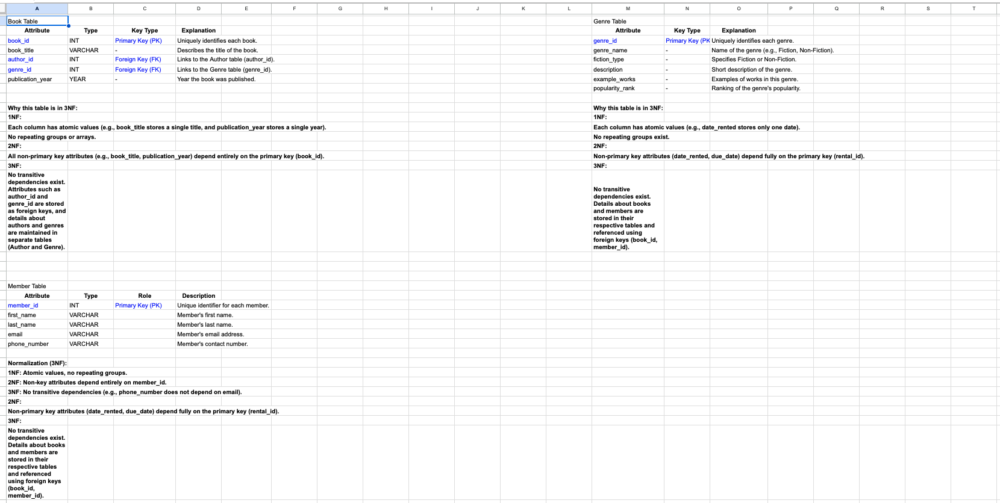 A B C D E F G H I J K L M N O P Q R S T
Book Table
Attribute Type Key Type Explanation
book_id INT Primary Key (PK) Uniquely identifies each book.
book_title VARCHAR - Describes the title of the book.
author_id INT Foreign Key (FK) Links to the Author table (author_id).
genre_id INT Foreign Key (FK) Links to the Genre table (genre_id).
publication_year YEAR - Year the book was published.
Why this table is in 3NF:
1NF:
Each column has atomic values (e.g., book_title stores a single title, and publication_year stores a single year).
No repeating groups or arrays.
2NF:
All non-primary key attributes (e.g., book_title, publication_year) depend entirely on the primary key (book_id).
3NF:
No transitive
dependencies exist.
Attributes such as
author_id and
genre_id are stored
as foreign keys, and
details about
authors and genres
are maintained in
separate tables
(Author and Genre).
Genre Table
Attribute Key Type Explanation
genre_id Primary Key (PK Uniquely identifies each genre.
genre_name - Name of the genre (e.g., Fiction, Non-Fiction).
fiction_type - Specifies Fiction or Non-Fiction.
description - Short description of the genre.
example_works - Examples of works in this genre.
popularity_rank - Ranking of the genre's popularity.
Why this table is in 3NF:
1NF:
Each column has atomic values (e.g., date_rented stores only one date).
No repeating groups exist.
2NF:
Non-primary key attributes (date_rented, due_date) depend fully on the primary key (rental_id).
3NF:
No transitive
dependencies exist.
Details about books
and members are
stored in their
respective tables and
referenced using
foreign keys (book_id,
member_id).
Member Table
Attribute Type Role Description
member_id INT Primary Key (PK) Unique identifier for each member.
first_name VARCHAR Member's first name.
last_name VARCHAR Member's last name.
email VARCHAR Member's email address.
phone_number VARCHAR Member's contact number.
Normalization (3NF):
1NF: Atomic values, no repeating groups.
2NF: Non-key attributes depend entirely on member_id.
3NF: No transitive dependencies (e.g., phone_number does not depend on email).
2NF:
Non-primary key attributes (date_rented, due_date) depend fully on the primary key (rental_id).
3NF:
No transitive
dependencies exist.
Details about books
and members are
stored in their
respective tables
and referenced
using foreign keys
(book_id,
member_id).